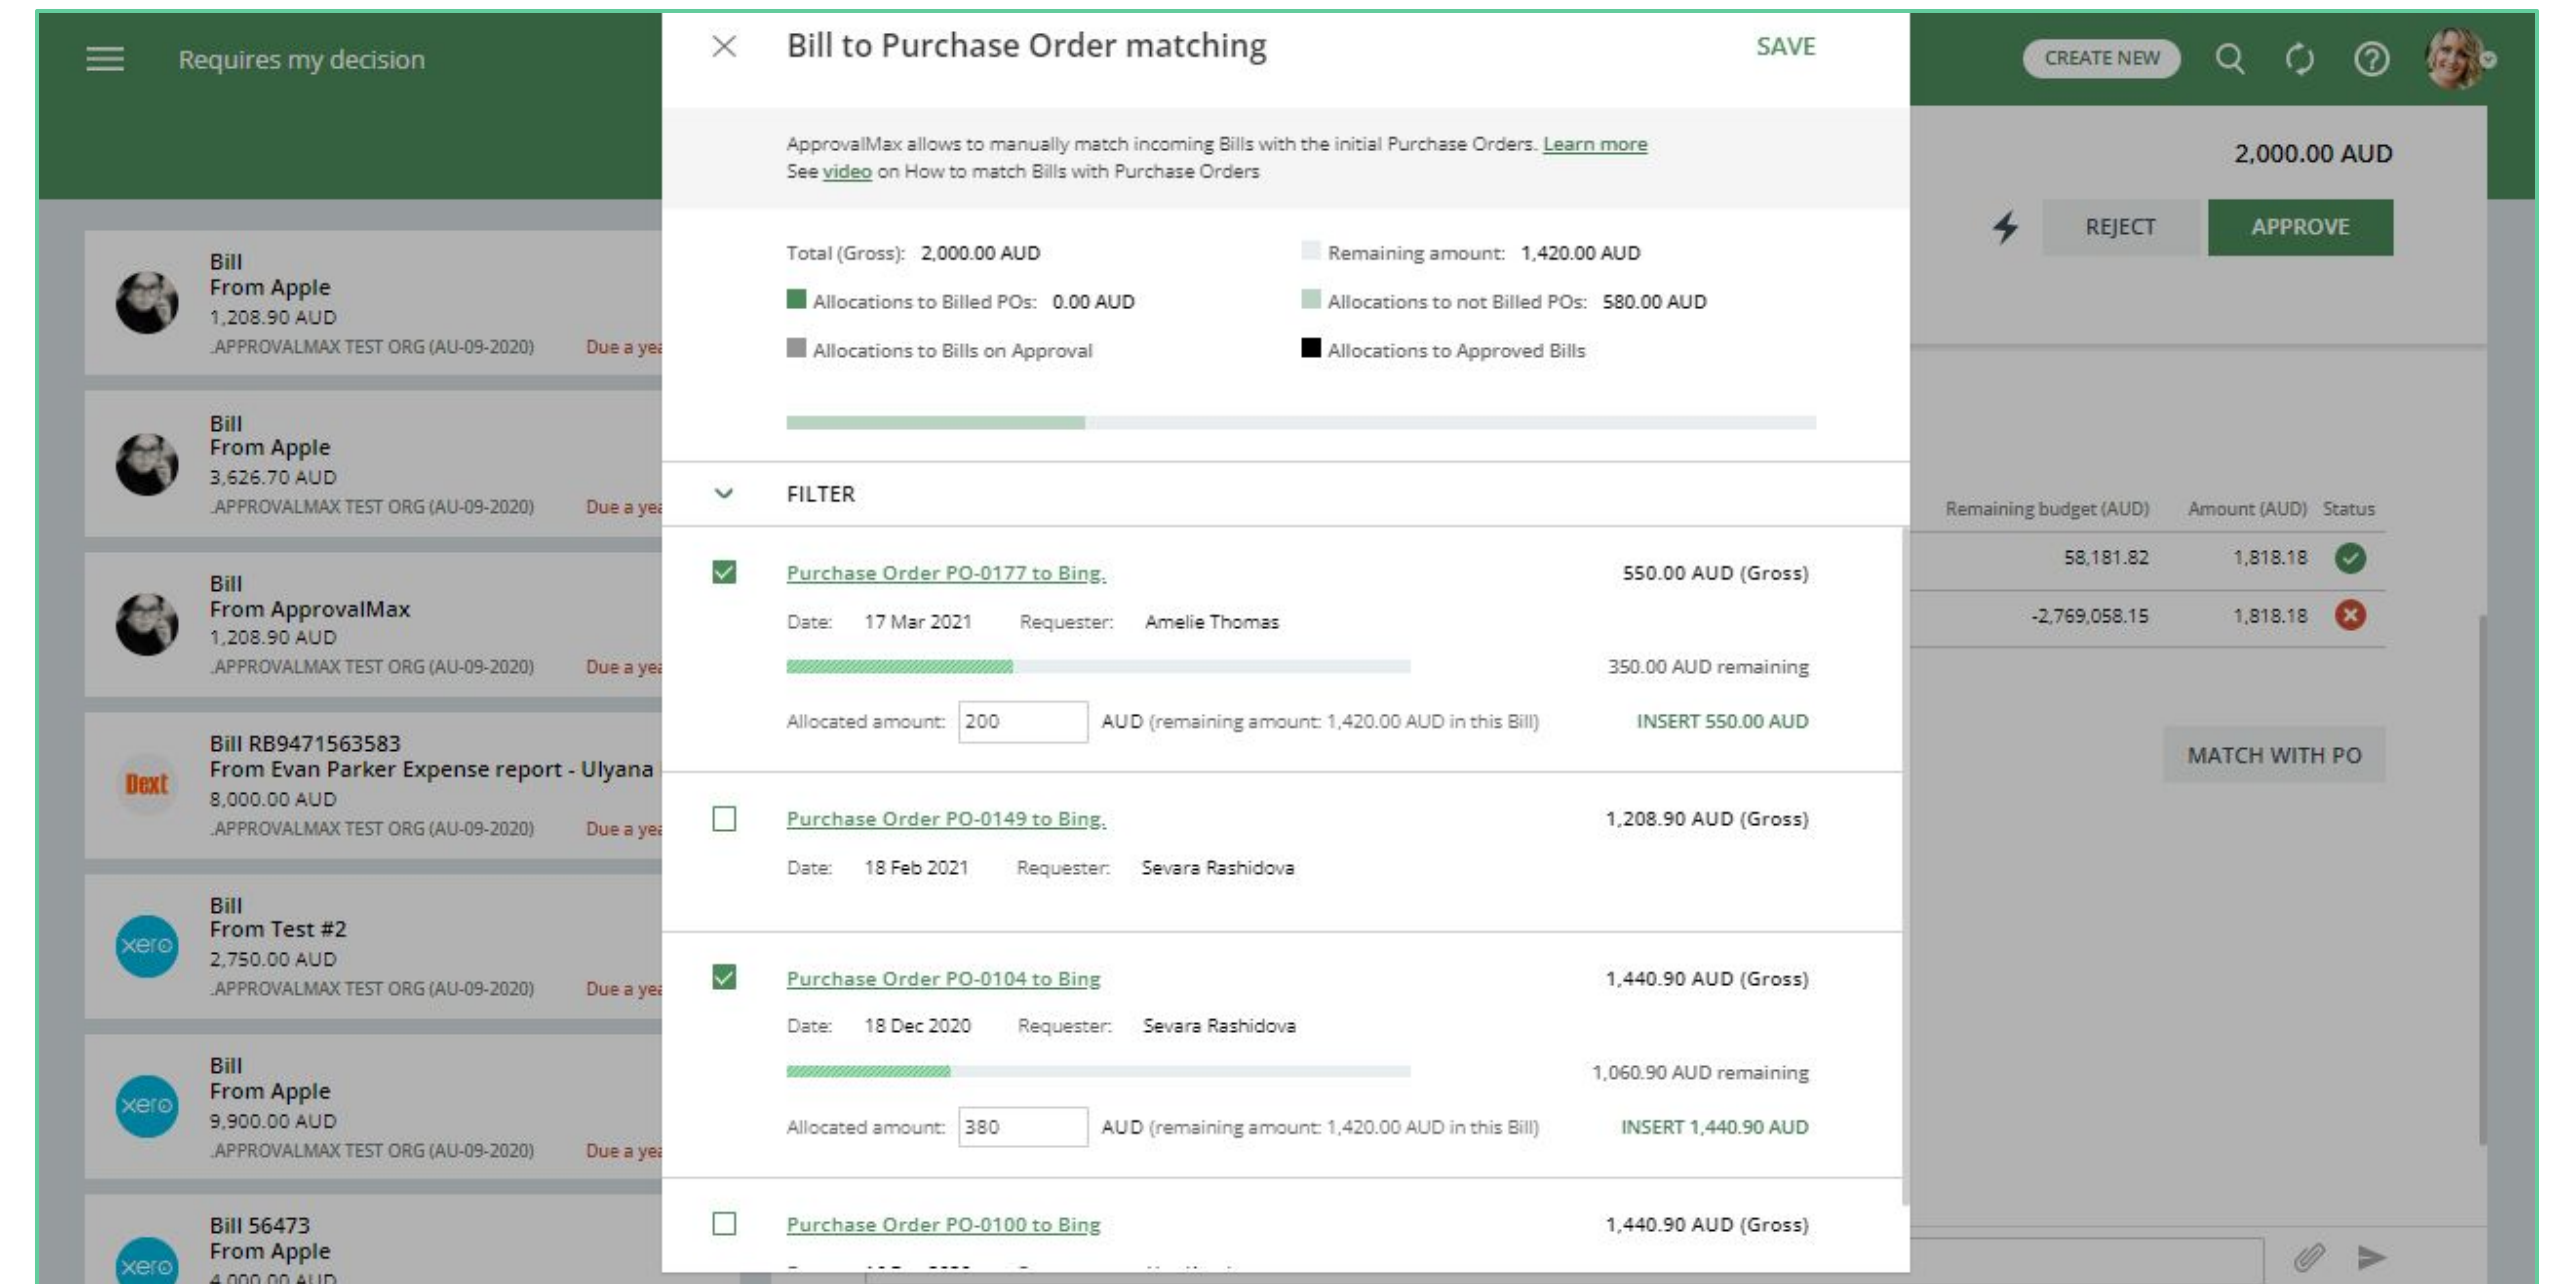 Requires my decision
Bill to Purchase Order matching
SAVE
CREATE NEW
ApprovalMax allows to manually match incoming Bills with the initial Purchase Orders. Learn more
See video on How to match Bills with Purchase Orders
2,000.00 AUD
REJECT
APPROVE
Total (Gross): 2,000.00 AUD
Remaining amount: 1,420.00 AUD
Allocations to Billed POs: 0.00 AUD
Allocations to not Billed POs: 580.00 AUD
Allocations to Bills on Approval
Allocations to Approved Bills
FILTER
Purchase Order PO-0177 to Bing.
550.00 AUD (Gross)
Date: 17 Mar 2021 Requester: Amelie Thomas
350.00 AUD remaining
Allocated amount: 200 AUD (remaining amount: 1,420.00 AUD in this Bill)
INSERT 550.00 AUD
Purchase Order PO-0149 to Bing.
1,208.90 AUD (Gross)
Date: 18 Feb 2021 Requester: Sevara Rashidova
Purchase Order PO-0104 to Bing
1,440.90 AUD (Gross)
Date: 18 Dec 2020 Requester: Sevara Rashidova
1,060.90 AUD remaining
Allocated amount: 380 AUD (remaining amount: 1,420.00 AUD in this Bill)
INSERT 1,440.90 AUD
Purchase Order PO-0100 to Bing
1,440.90 AUD (Gross)
Bill
From Apple
1,208.90 AUD
.APPROVALMAX TEST ORG (AU-09-2020) Due a
Bill
From Apple
3,626.70 AUD
.APPROVALMAX TEST ORG (AU-09-2020) Due a
Bill
From ApprovalMax
1,208.90 AUD
.APPROVALMAX TEST ORG (AU-09-2020) Due a
Dext
Bill RB9471563583
From Evan Parker Expense report - Ulyana
8,000.00 AUD
.APPROVALMAX TEST ORG (AU-09-2020) Due a
xero
Bill
From Test #2
2,750.00 AUD
.APPROVALMAX TEST ORG (AU-09-2020) Due a
xero
Bill
From Apple
9,900.00 AUD
.APPROVALMAX TEST ORG (AU-09-2020) Due a
xero
Bill 56473
From Apple
4,000.00 AUD
Remaining budget (AUD) Amount (AUD) Status
58,181.82 1,818.18
-2,769,058.15 1,818.18
MATCH WITH PO